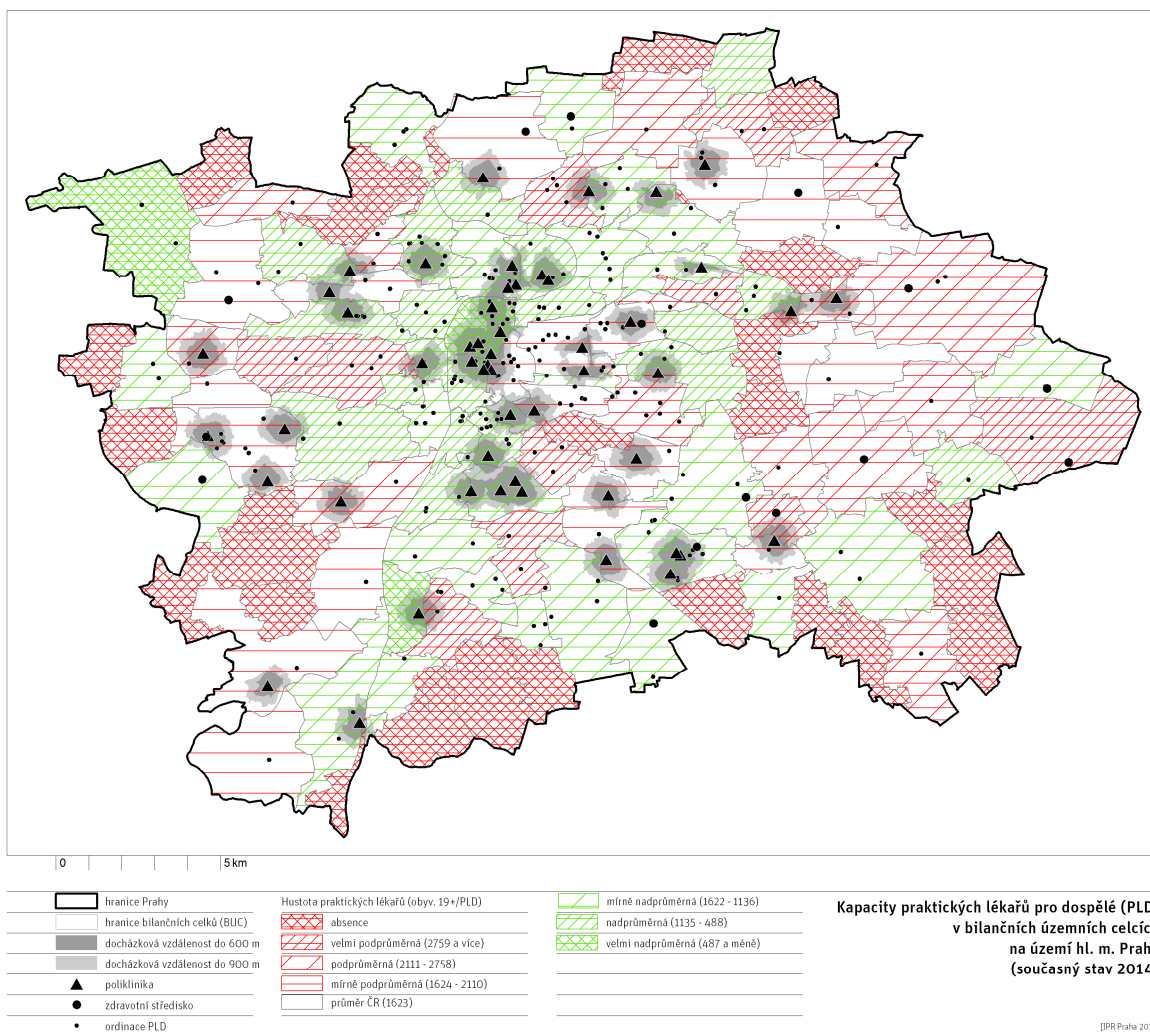 0
5 km
hranice Prahy
hranice bilančních celků (BUC)
docházková vzdálenost do 600 m
docházková vzdálenost do 900 m
poliklinika
zdravotní středisko
ordinace PLD
Hustota praktických lékařů (obyv. 19+/PLD)
absence
velmi podprůměrná (2759 a více)
podprůměrná (2111 - 2758)
mírně podprůměrná (1624 - 2110)
průměr ČR (1623)
mírně nadprůměrná (1622 - 1136)
nadprůměrná (1135 - 488)
velmi nadprůměrná (487 a méně)
Kapacity praktických lékařů pro dospělé (PLD
v bilančních územních celcíc
na území hl. m. Prah
(současný stav 2014
[IPR Praha 20